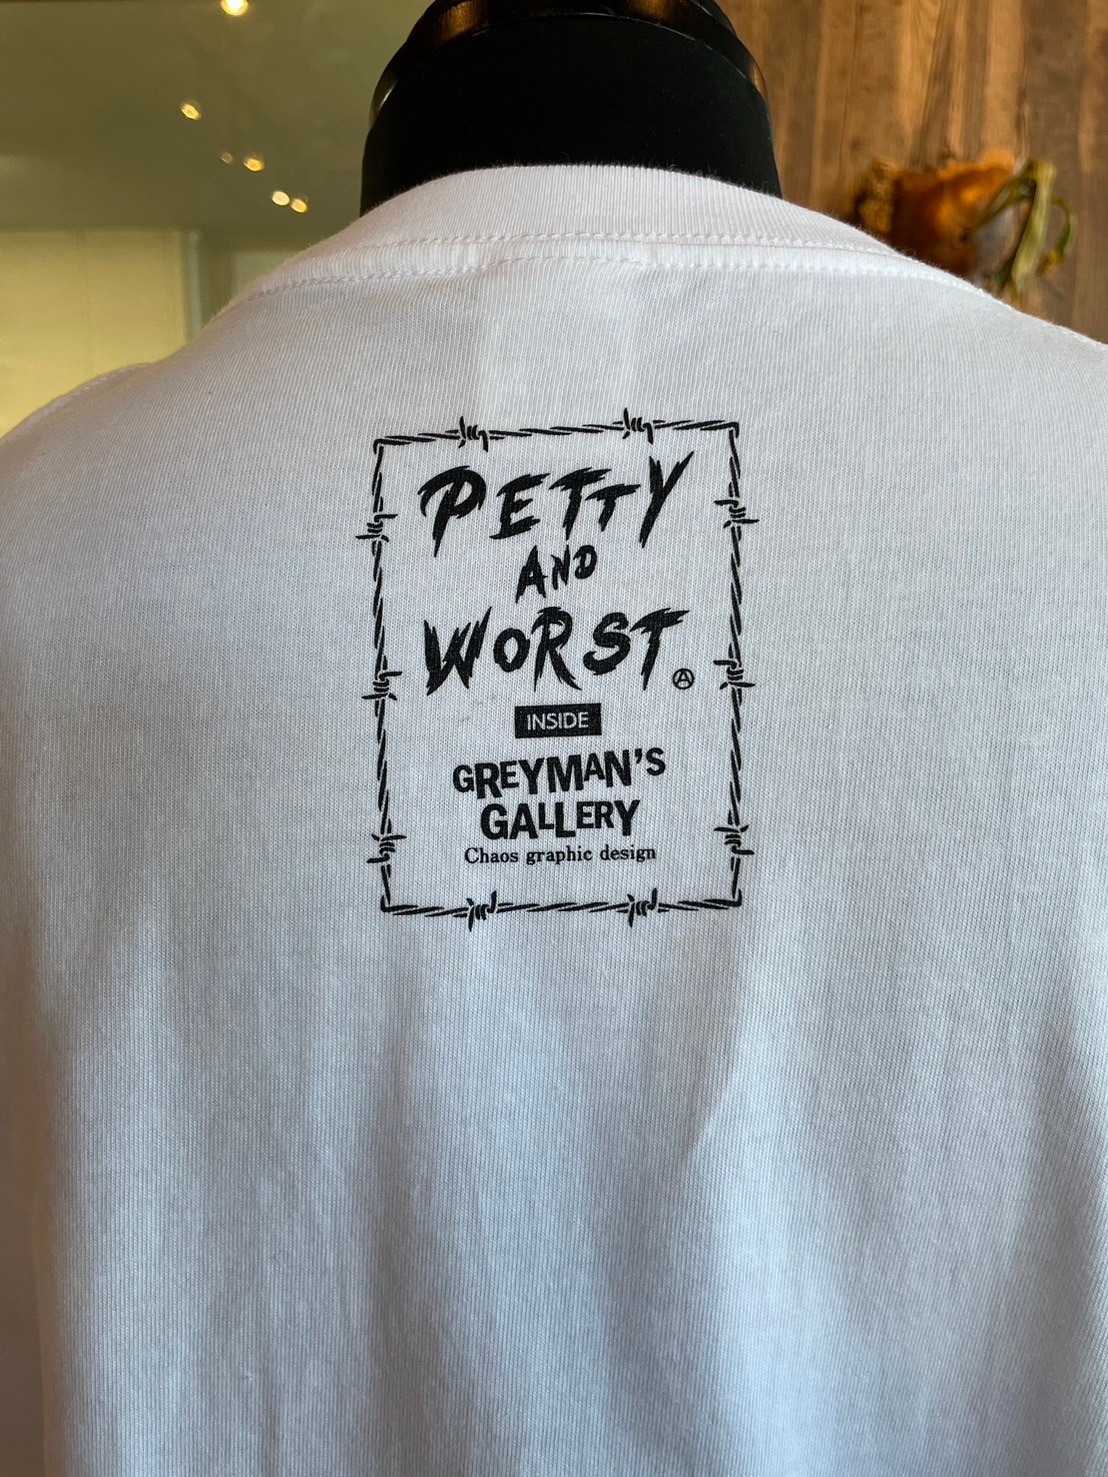 PETTY
AND
WORST.
Ⓐ
INSIDE
GREYMAN'S
GALLERY
Chaos graphic design